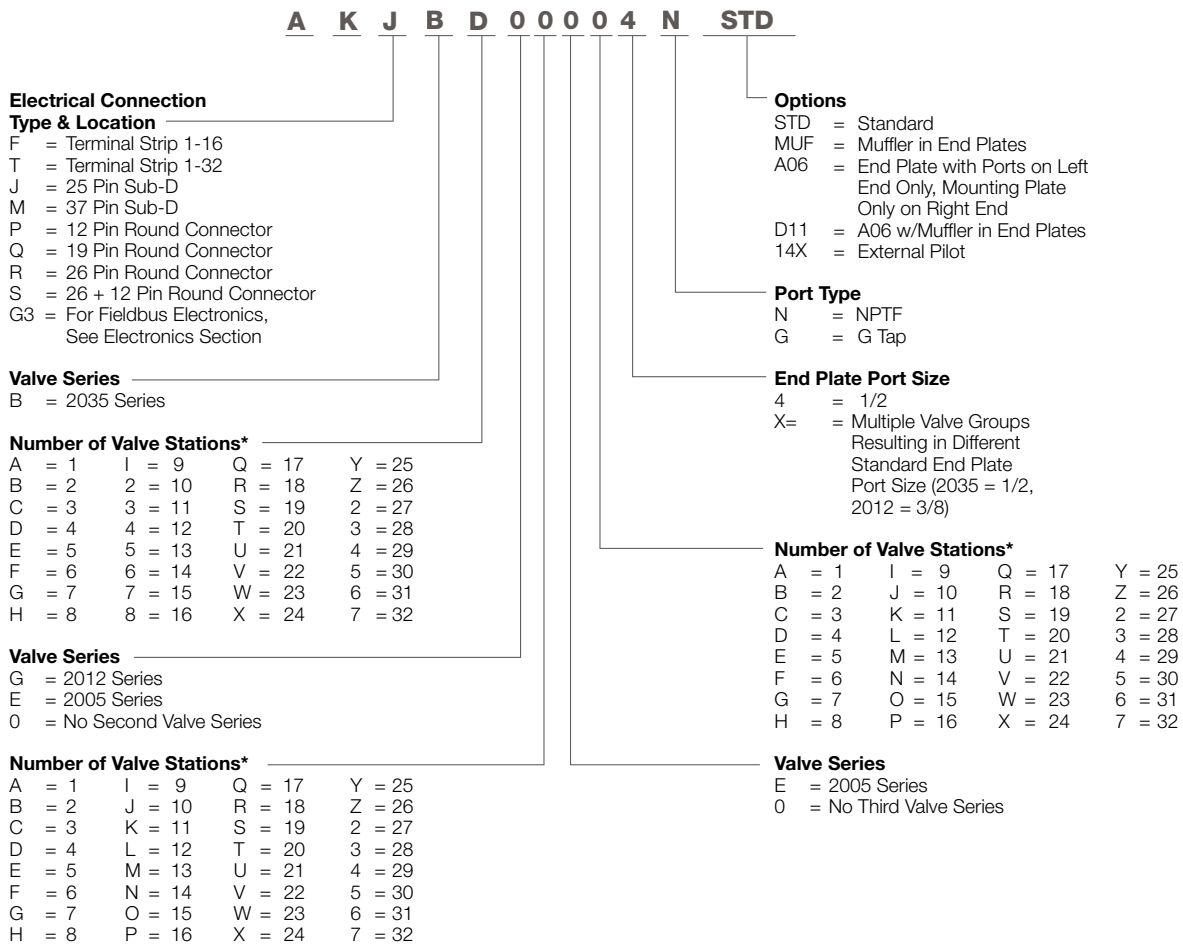 A K J B D 0 0 0 0 4 N STD
Electrical Connection
Type & Location
F = Terminal Strip 1-16
T = Terminal Strip 1-32
J = 25 Pin Sub-D
M = 37 Pin Sub-D
P = 12 Pin Round Connector
Q = 19 Pin Round Connector
R = 26 Pin Round Connector
S = 26 + 12 Pin Round Connector
G3 = For Fieldbus Electronics,
See Electronics Section
Valve Series
B = 2035 Series
Number of Valve Stations*
A = 1 I = 9 Q = 17 Y = 25
B = 2 2 = 10 R = 18 Z = 26
C = 3 3 = 11 S = 19 2 = 27
D = 4 4 = 12 T = 20 3 = 28
E = 5 5 = 13 U = 21 4 = 29
F = 6 6 = 14 V = 22 5 = 30
G = 7 7 = 15 W = 23 6 = 31
H = 8 8 = 16 X = 24 7 = 32
Valve Series
G = 2012 Series
E = 2005 Series
0 = No Second Valve Series
Number of Valve Stations*
A = 1 I = 9 Q = 17 Y = 25
B = 2 J = 10 R = 18 Z = 26
C = 3 K = 11 S = 19 2 = 27
D = 4 L = 12 T = 20 3 = 28
E = 5 M = 13 U = 21 4 = 29
F = 6 N = 14 V = 22 5 = 30
G = 7 O = 15 W = 23 6 = 31
H = 8 P = 16 X = 24 7 = 32
Options
STD = Standard
MUF = Muffler in End Plates
A06 = End Plate with Ports on Left
End Only, Mounting Plate
Only on Right End
D11 = A06 w/Muffler in End Plates
14X = External Pilot
Port Type
N = NPTF
G = G Tap
End Plate Port Size
4 = 1/2
X= = Multiple Valve Groups
Resulting in Different
Standard End Plate
Port Size (2035 = 1/2,
2012 = 3/8)
Number of Valve Stations*
A = 1 I = 9 Q = 17 Y = 25
B = 2 J = 10 R = 18 Z = 26
C = 3 K = 11 S = 19 2 = 27
D = 4 L = 12 T = 20 3 = 28
E = 5 M = 13 U = 21 4 = 29
F = 6 N = 14 V = 22 5 = 30
G = 7 O = 15 W = 23 6 = 31
H = 8 P = 16 X = 24 7 = 32
Valve Series
E = 2005 Series
0 = No Third Valve Series